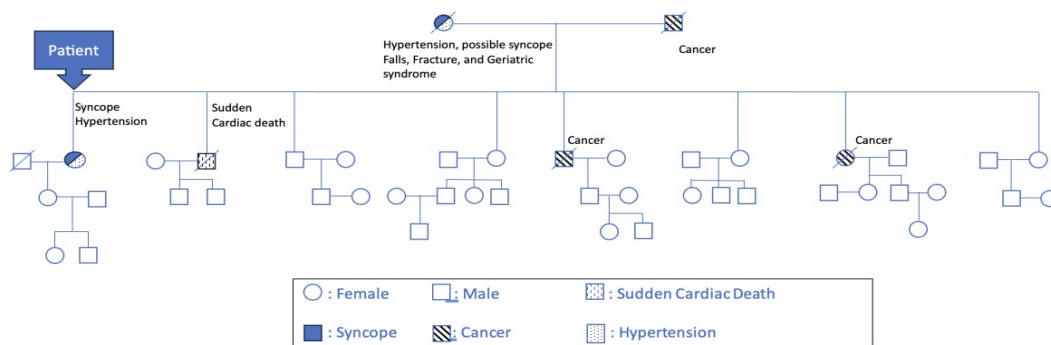 Patient
Hypertension, possible syncope
Falls, Fracture, and Geriatric
syndrome
Cancer
Syncope
Hypertension
Sudden
Cardiac death
Cancer
Cancer
: Female
: Male
: Sudden Cardiac Death
: Syncope
: Cancer
: Hypertension